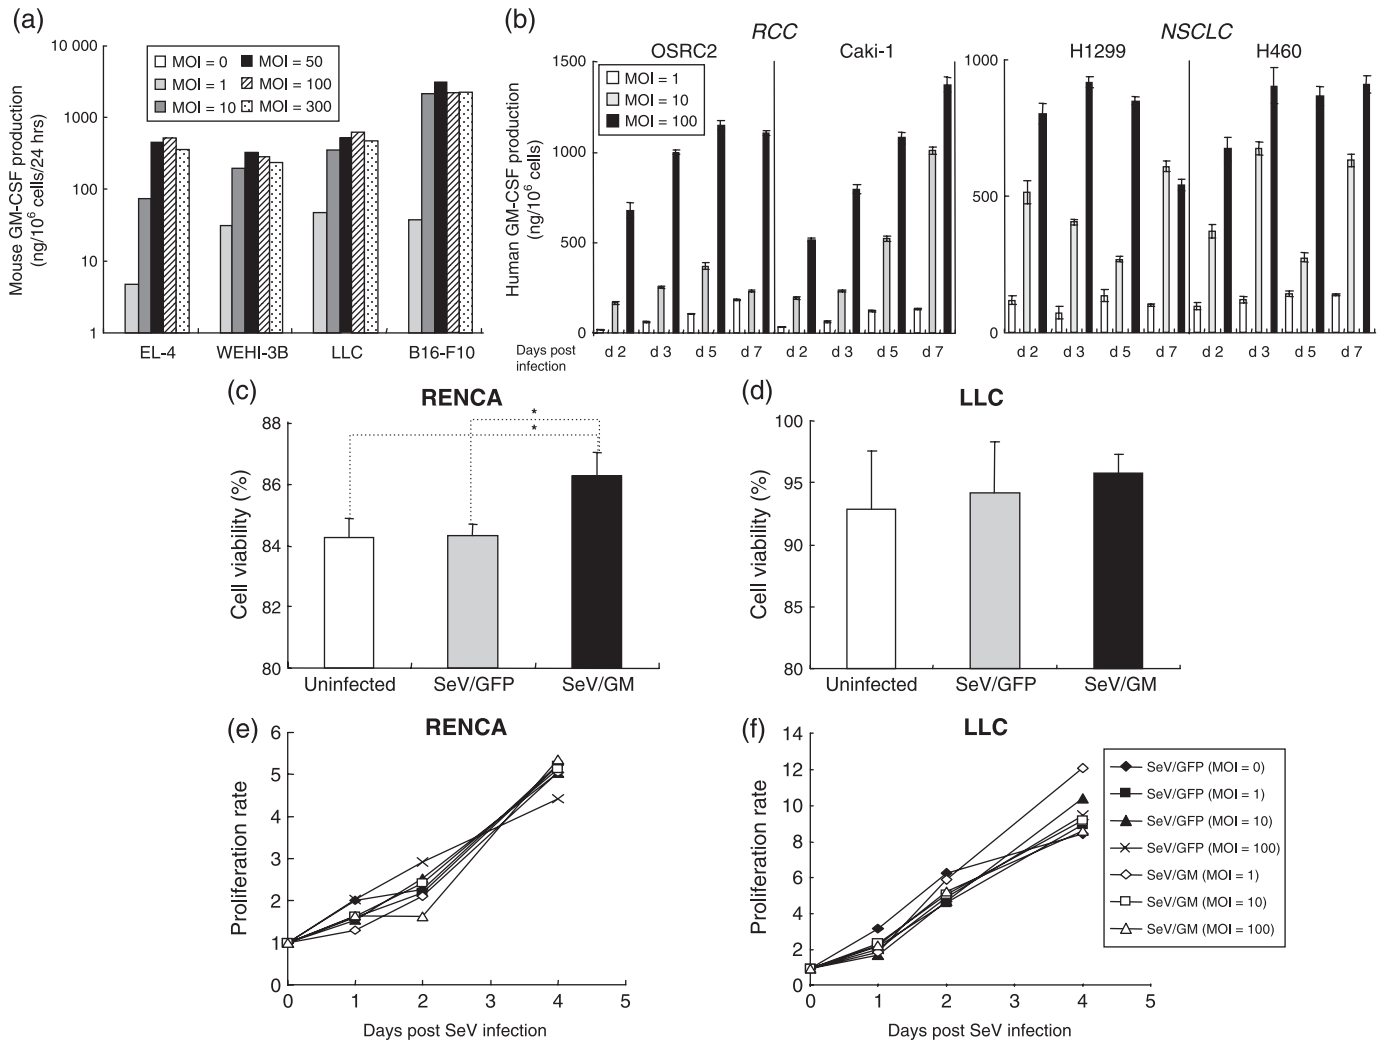 (a)
Mouse GM-CSF production
(ng/10⁶ cells/24 hrs)
10 000
1000
100
10
1
MOI = 0
MOI = 1
MOI = 10
MOI = 50
MOI = 100
MOI = 300
EL-4 WEHI-3B LLC B16-F10
(b)
RCC NSCLC
OSRC2 Caki-1 H1299 H460
Human GM-CSF production
(ng/10⁶ cells)
1500
1000
500
0
MOI = 1
MOI = 10
MOI = 100
1000
500
0
Days post
infection
d 2 d 3 d 5 d 7 d 2 d 3 d 5 d 7 d 2 d 3 d 5 d 7 d 2 d 3 d 5 d 7
(c)
RENCA
Cell viability (%)
88
86
84
82
80
*
*
Uninfected SeV/GFP SeV/GM
(d)
LLC
Cell viability (%)
100
95
90
95
80
Uninfected SeV/GFP SeV/GM
(e)
RENCA
Proliferation rate
6
5
4
3
2
1
0
0 1 2 3 4 5
Days post SeV infection
(f)
LLC
Proliferation rate
14
12
10
8
6
4
2
0
0 1 2 3 4 5
Days post SeV infection
SeV/GFP (MOI = 0)
SeV/GFP (MOI = 1)
SeV/GFP (MOI = 10)
SeV/GFP (MOI = 100)
SeV/GM (MOI = 1)
SeV/GM (MOI = 10)
SeV/GM (MOI = 100)